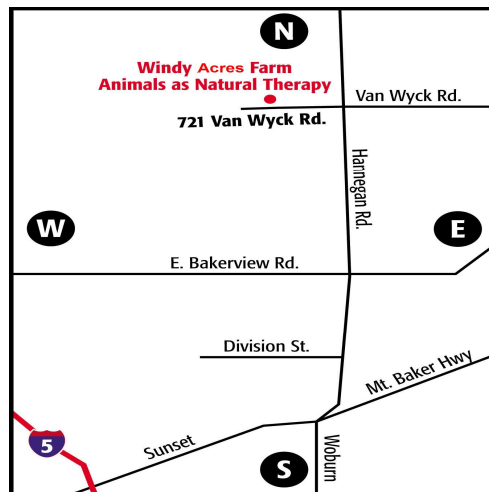 N
Windy Acres Farm
Animals as Natural Therapy
Van Wyck Rd.
721 Van Wyck Rd.
Hannegan Rd.
W
E
E. Bakerview Rd.
Division St.
Mt. Baker Hwy
Sunset
5
S
Woburn